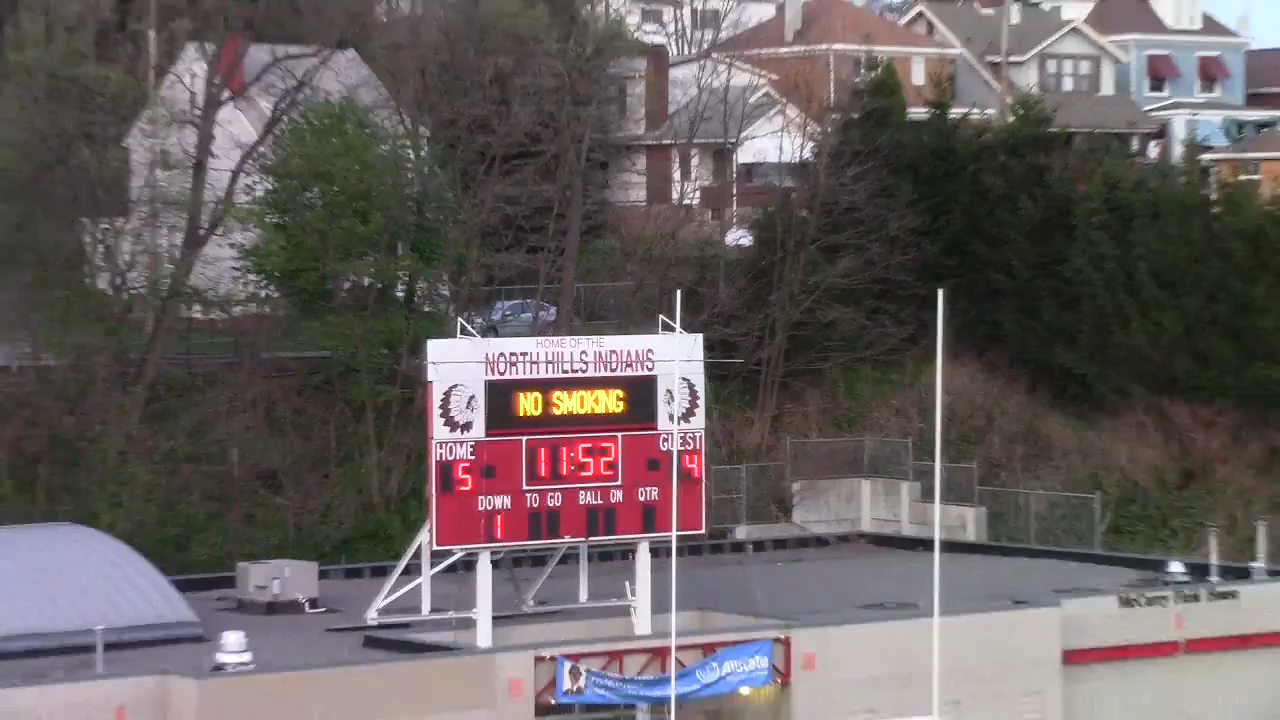 HOME OF THE
NORTH HILLS INDIANS
NO SMOKING
HOME GUEST
5 11:52 4
DOWN TO GO BALL ON QTR
1
Allstate